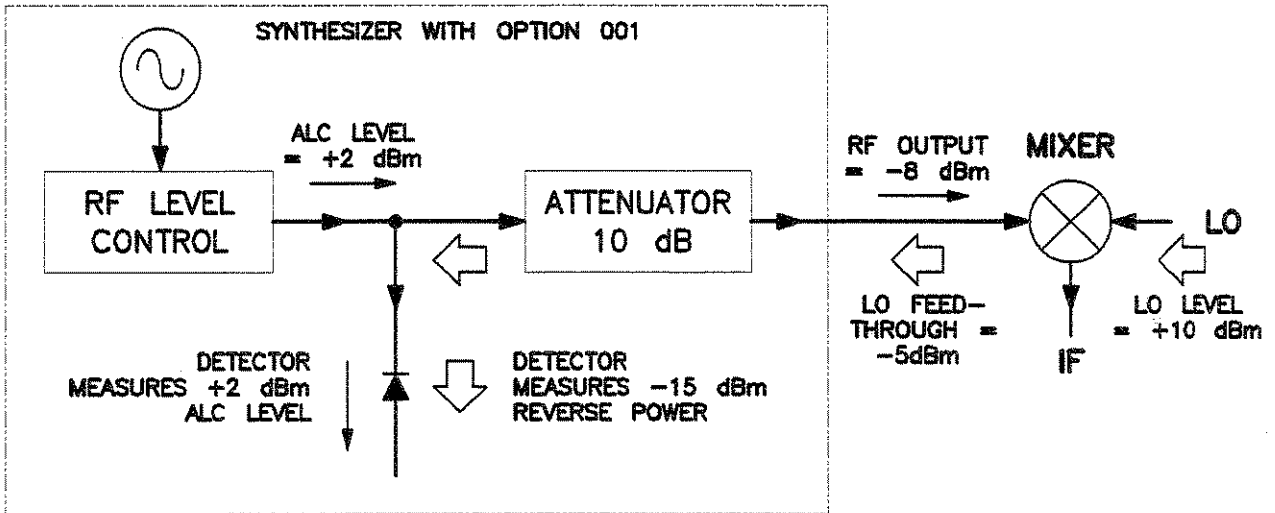 SYNTHESIZER WITH OPTION 001
ALC LEVEL
= +2 dBm
RF LEVEL
CONTROL
ATTENUATOR
10 dB
RF OUTPUT
= -8 dBm
MIXER
LO
LO FEED-
THROUGH =
-5dBm
LO LEVEL
= +10 dBm
IF
DETECTOR
MEASURES +2 dBm
ALC LEVEL
DETECTOR
MEASURES -15 dBm
REVERSE POWER